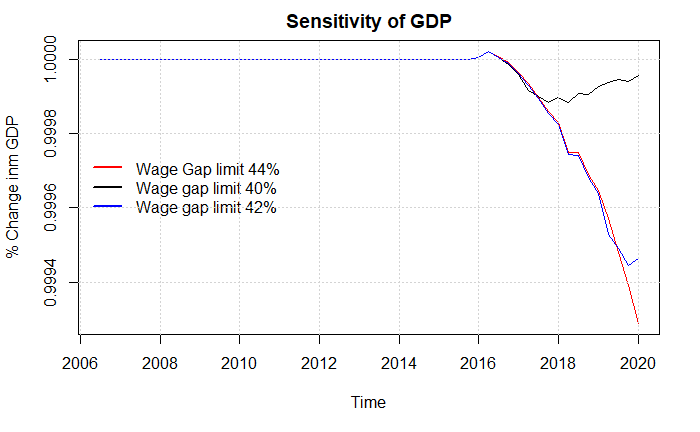 Sensitivity of GDP
% Change inm GDP
1.0000
0.9998
0.9996
0.9994
Wage Gap limit 44%
Wage gap limit 40%
Wage gap limit 42%
2006 2008 2010 2012 2014 2016 2018 2020
Time